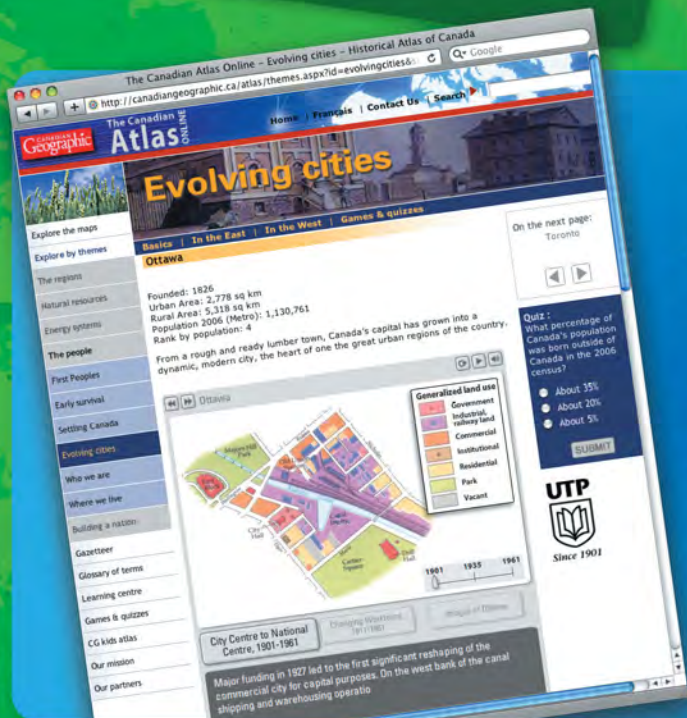 The Canadian Atlas Online – Evolving cities – Historical Atlas of Canada
http://canadiangeographic.ca/atlas/themes.aspx?id=evolvingcities&
Google
CANADIAN
Geographic
The Canadian
Atlas
ONLINE
Home | Français | Contact Us | Search
Evolving cities
Basics | In the East | In the West | Games & quizzes
Explore the maps
Explore by themes
The regions
Natural resources
Energy systems
The people
First Peoples
Early survival
Settling Canada
Evolving cities
Who we are
Where we live
Building a nation
Gazetteer
Glossary of terms
Learning centre
Games & quizzes
CG kids atlas
Our mission
Our partners
Ottawa
Founded: 1826
Urban Area: 2,778 sq km
Rural Area: 5,318 sq km
Population 2006 (Metro): 1,130,761
Rank by population: 4
From a rough and ready lumber town, Canada's capital has grown into a
dynamic, modern city, the heart of one the great urban regions of the country.
Ottawa
Generalized land use
Government
Industrial,
railway land
Commercial
Institutional
Residential
Park
Vacant
Majors Hill
Park
City
Hall
Cartier
Square
Drill
Hall
1901 1935 1961
City Centre to National
Centre, 1901-1961
Changing Workforce
Major funding in 1927 led to the first significant reshaping of the
commercial city for capital purposes. On the west bank of the canal
shipping and warehousing operatio
On the next page:
Toronto
Quiz :
What percentage of
Canada's population
was born outside of
Canada in the 2006
census?
About 35%
About 20%
About 5%
SUBMIT
UTP
Since 1901